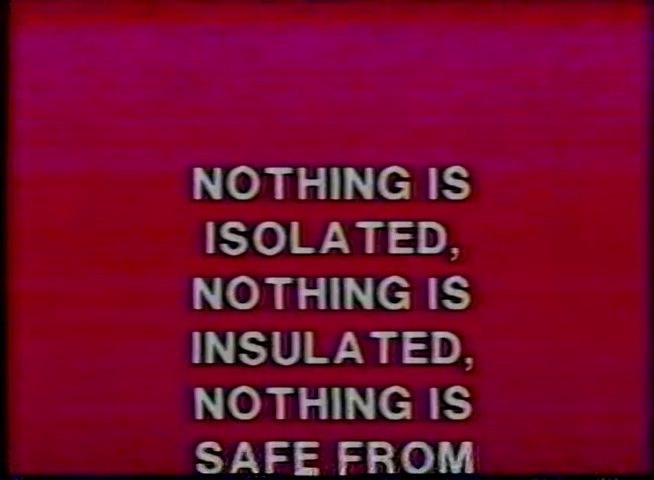 NOTHING IS
ISOLATED,
NOTHING IS
INSULATED,
NOTHING IS
SAFE FROM